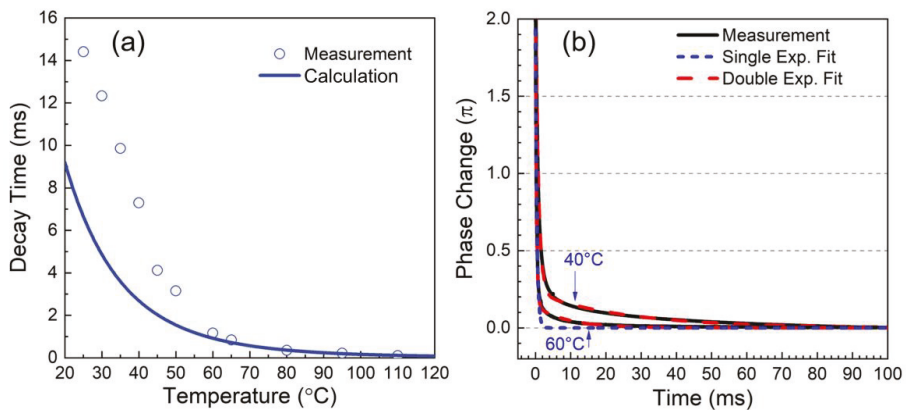 (a)
Measurement
Calculation
Decay Time (ms)
16
14
12
10
8
6
4
2
0
20 30 40 50 60 70 80 90 100 110 120
Temperature (°C)
(b)
Measurement
Single Exp. Fit
Double Exp. Fit
Phase Change (π)
2.0
1.5
1.0
0.5
0.0
40°C
60°C
0 10 20 30 40 50 60 70 80 90 100
Time (ms)